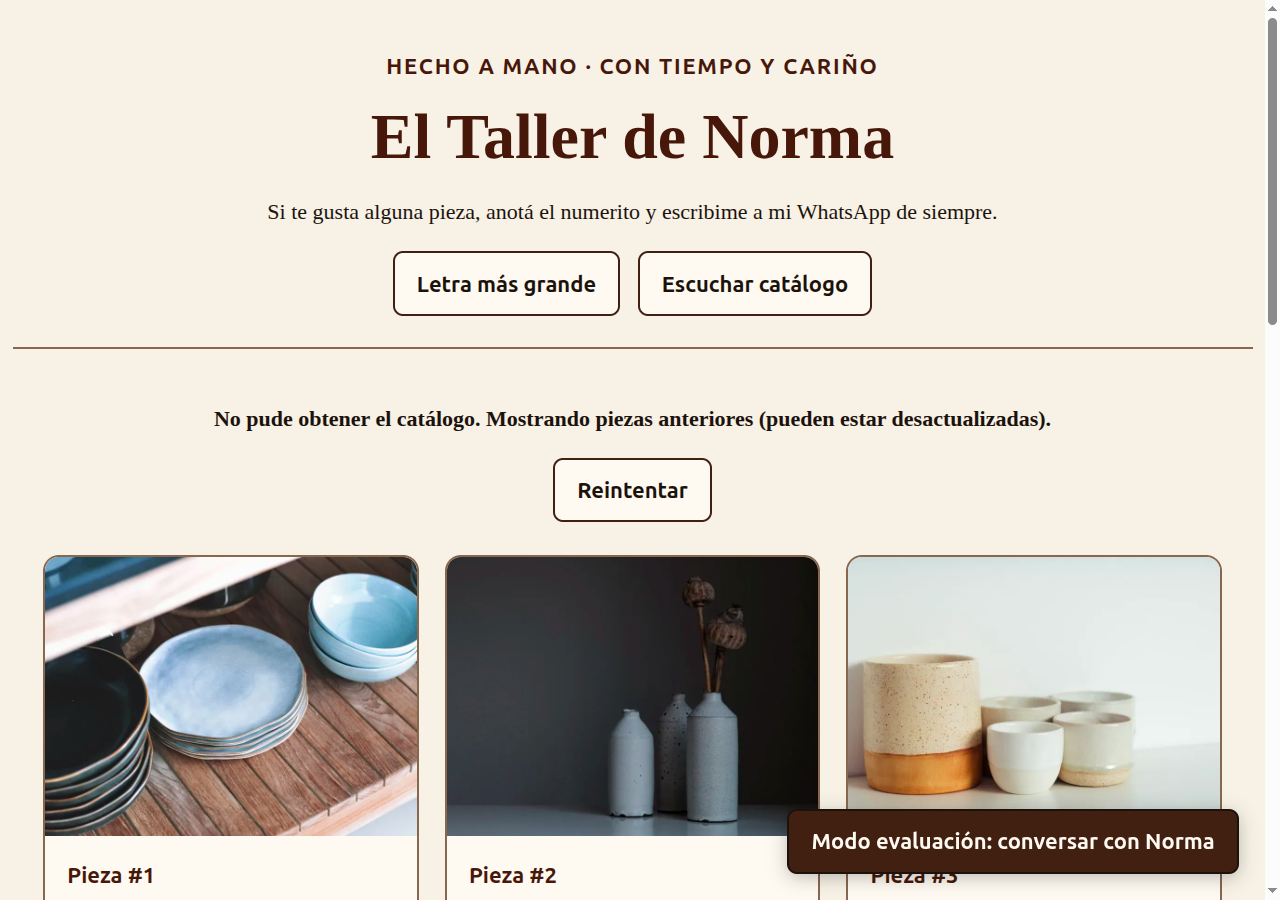 HECHO A MANO · CON TIEMPO Y CARIÑO
El Taller de Norma
Si te gusta alguna pieza, anotá el numerito y escribime a mi WhatsApp de siempre.
Letra más grande
Escuchar catálogo
No pude obtener el catálogo. Mostrando piezas anteriores (pueden estar desactualizadas).
Reintentar
Pieza #1
Pieza #2
Pieza #3
Modo evaluación: conversar con Norma